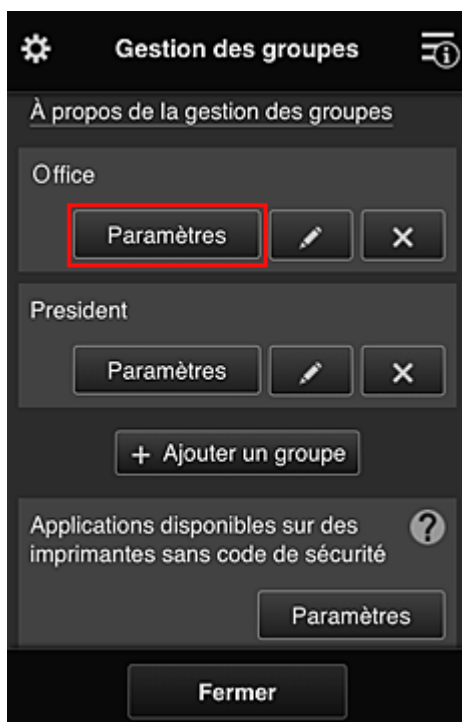 Gestion des groupes
À propos de la gestion des groupes
Office
Paramètres
President
Paramètres
+ Ajouter un groupe
Applications disponibles sur des
imprimantes sans code de sécurité
?
Paramètres
Fermer